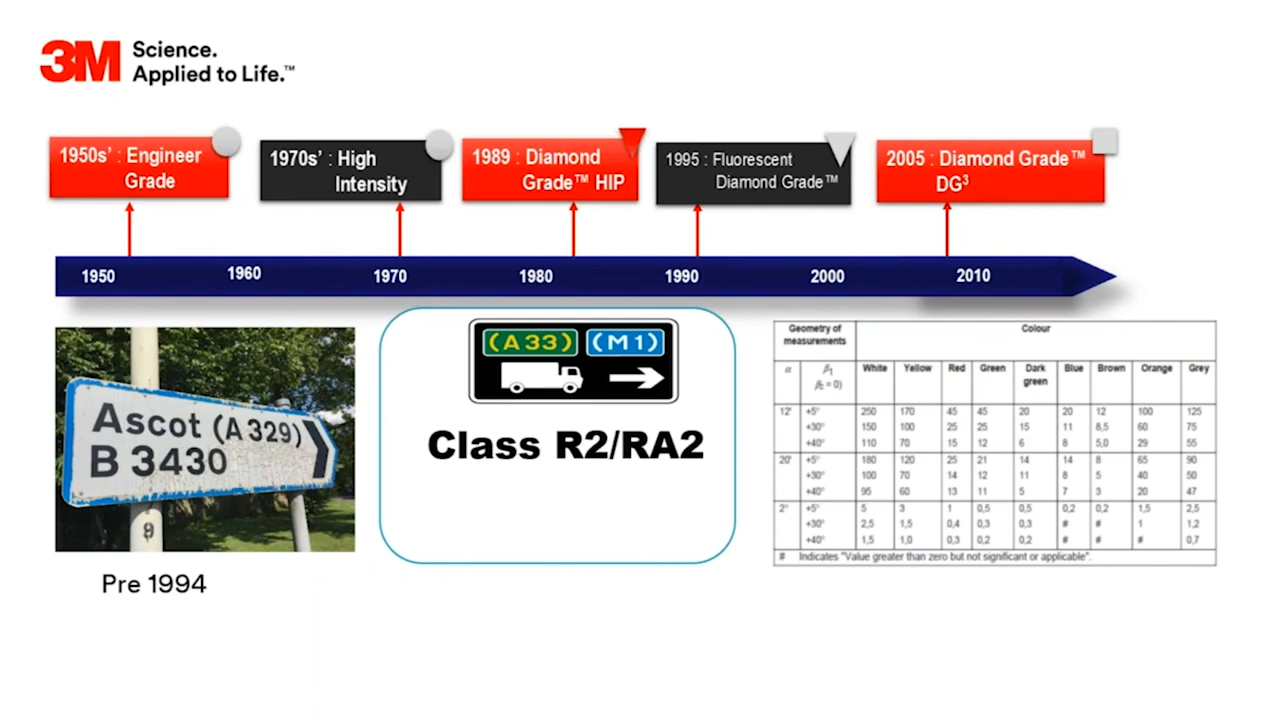 3M Science.
Applied to Life.™
1950s’ : Engineer
Grade
1970s’ : High
Intensity
1989 : Diamond
Grade™ HIP
1995 : Fluorescent
Diamond Grade™
2005 : Diamond Grade™
DG³
1950 1960 1970 1980 1990 2000 2010
Ascot (A 329)
B 3430
9
Pre 1994
(A 33) (M 1)
Class R2/RA2
Geometry of Colour
measurements
α β₁ White Yellow Red Green Dark Blue Brown Orange Grey
β₂ = 0) green
12' +5° 250 170 45 45 20 20 12 100 125
+30° 150 100 25 25 15 11 8,5 60 75
+40° 110 70 15 12 6 8 5,0 29 55
20' +5° 180 120 25 21 14 14 8 65 90
+30° 100 70 14 12 11 8 5 40 50
+40° 95 60 13 11 5 7 3 20 47
2° +5° 5 3 1 0,5 0,5 0,2 0,2 1,5 2,5
+30° 2,5 1,5 0,4 0,3 0,3 # # 1 1,2
+40° 1,5 1,0 0,3 0,2 0,2 # # # 0,7
# Indicates "Value greater than zero but not significant or applicable".